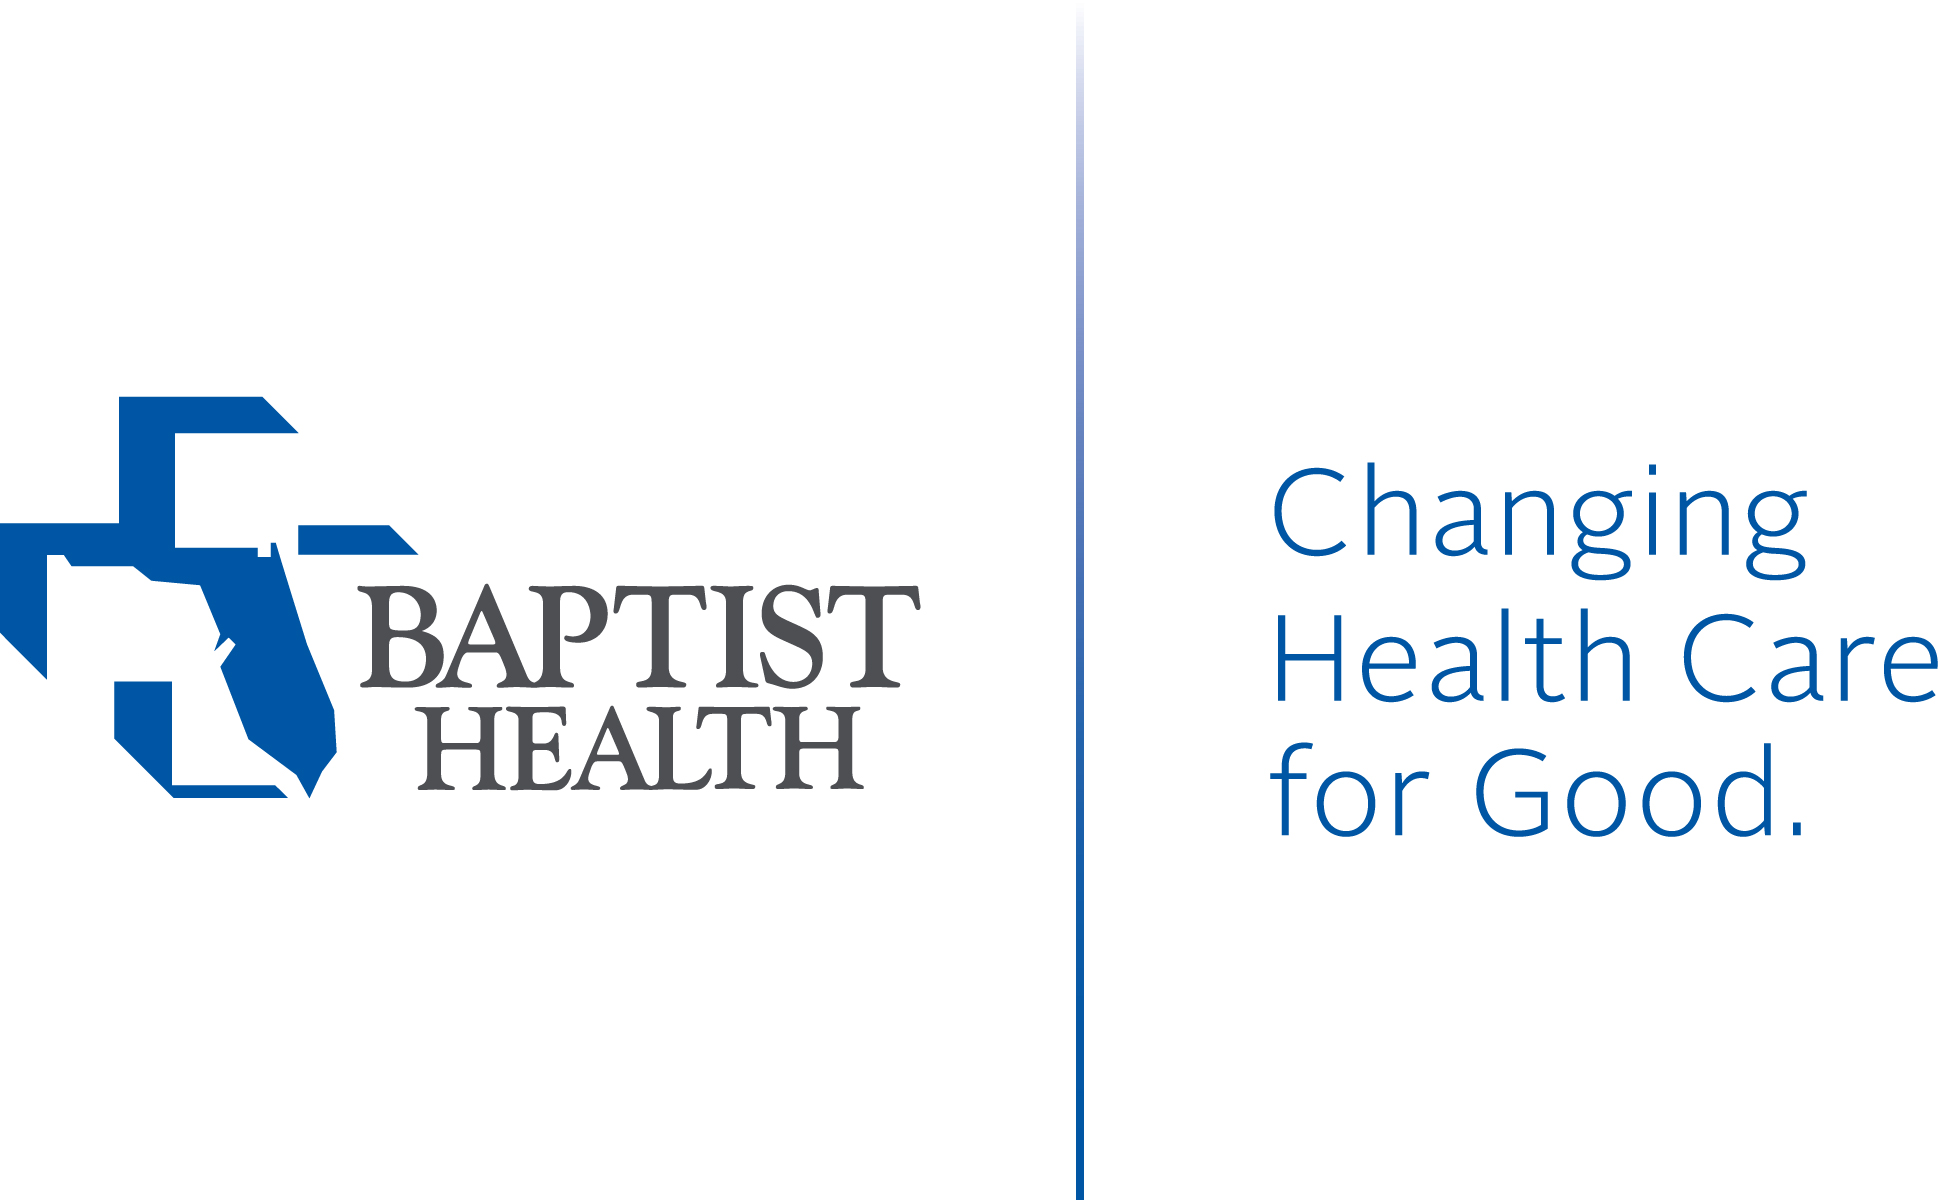 BAPTIST
HEALTH
Changing
Health Care
for Good.